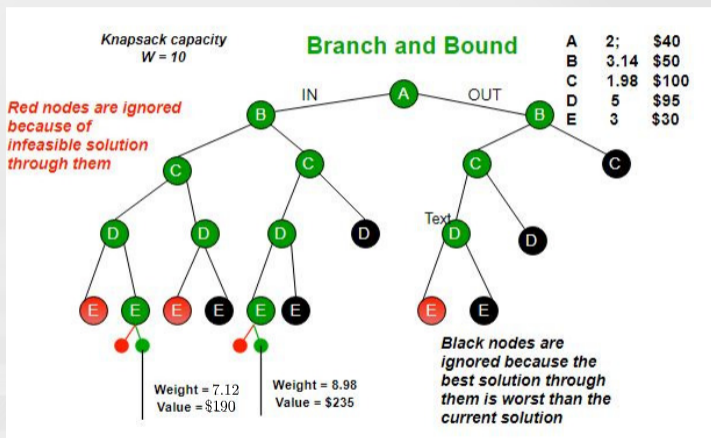 Knapsack capacity
W = 10
Branch and Bound
A 2; $40
B 3.14 $50
C 1.98 $100
D 5 $95
E 3 $30
Red nodes are ignored
because of
infeasible solution
through them
IN
A
OUT
B
B
C
C
C
C
Text
D
D
D
D
D
D
E
E
E
E
E
E
E
E
Weight = 7.12
Value = $190
Weight = 8.98
Value = $235
Black nodes are
ignored because the
best solution through
them is worst than the
current solution